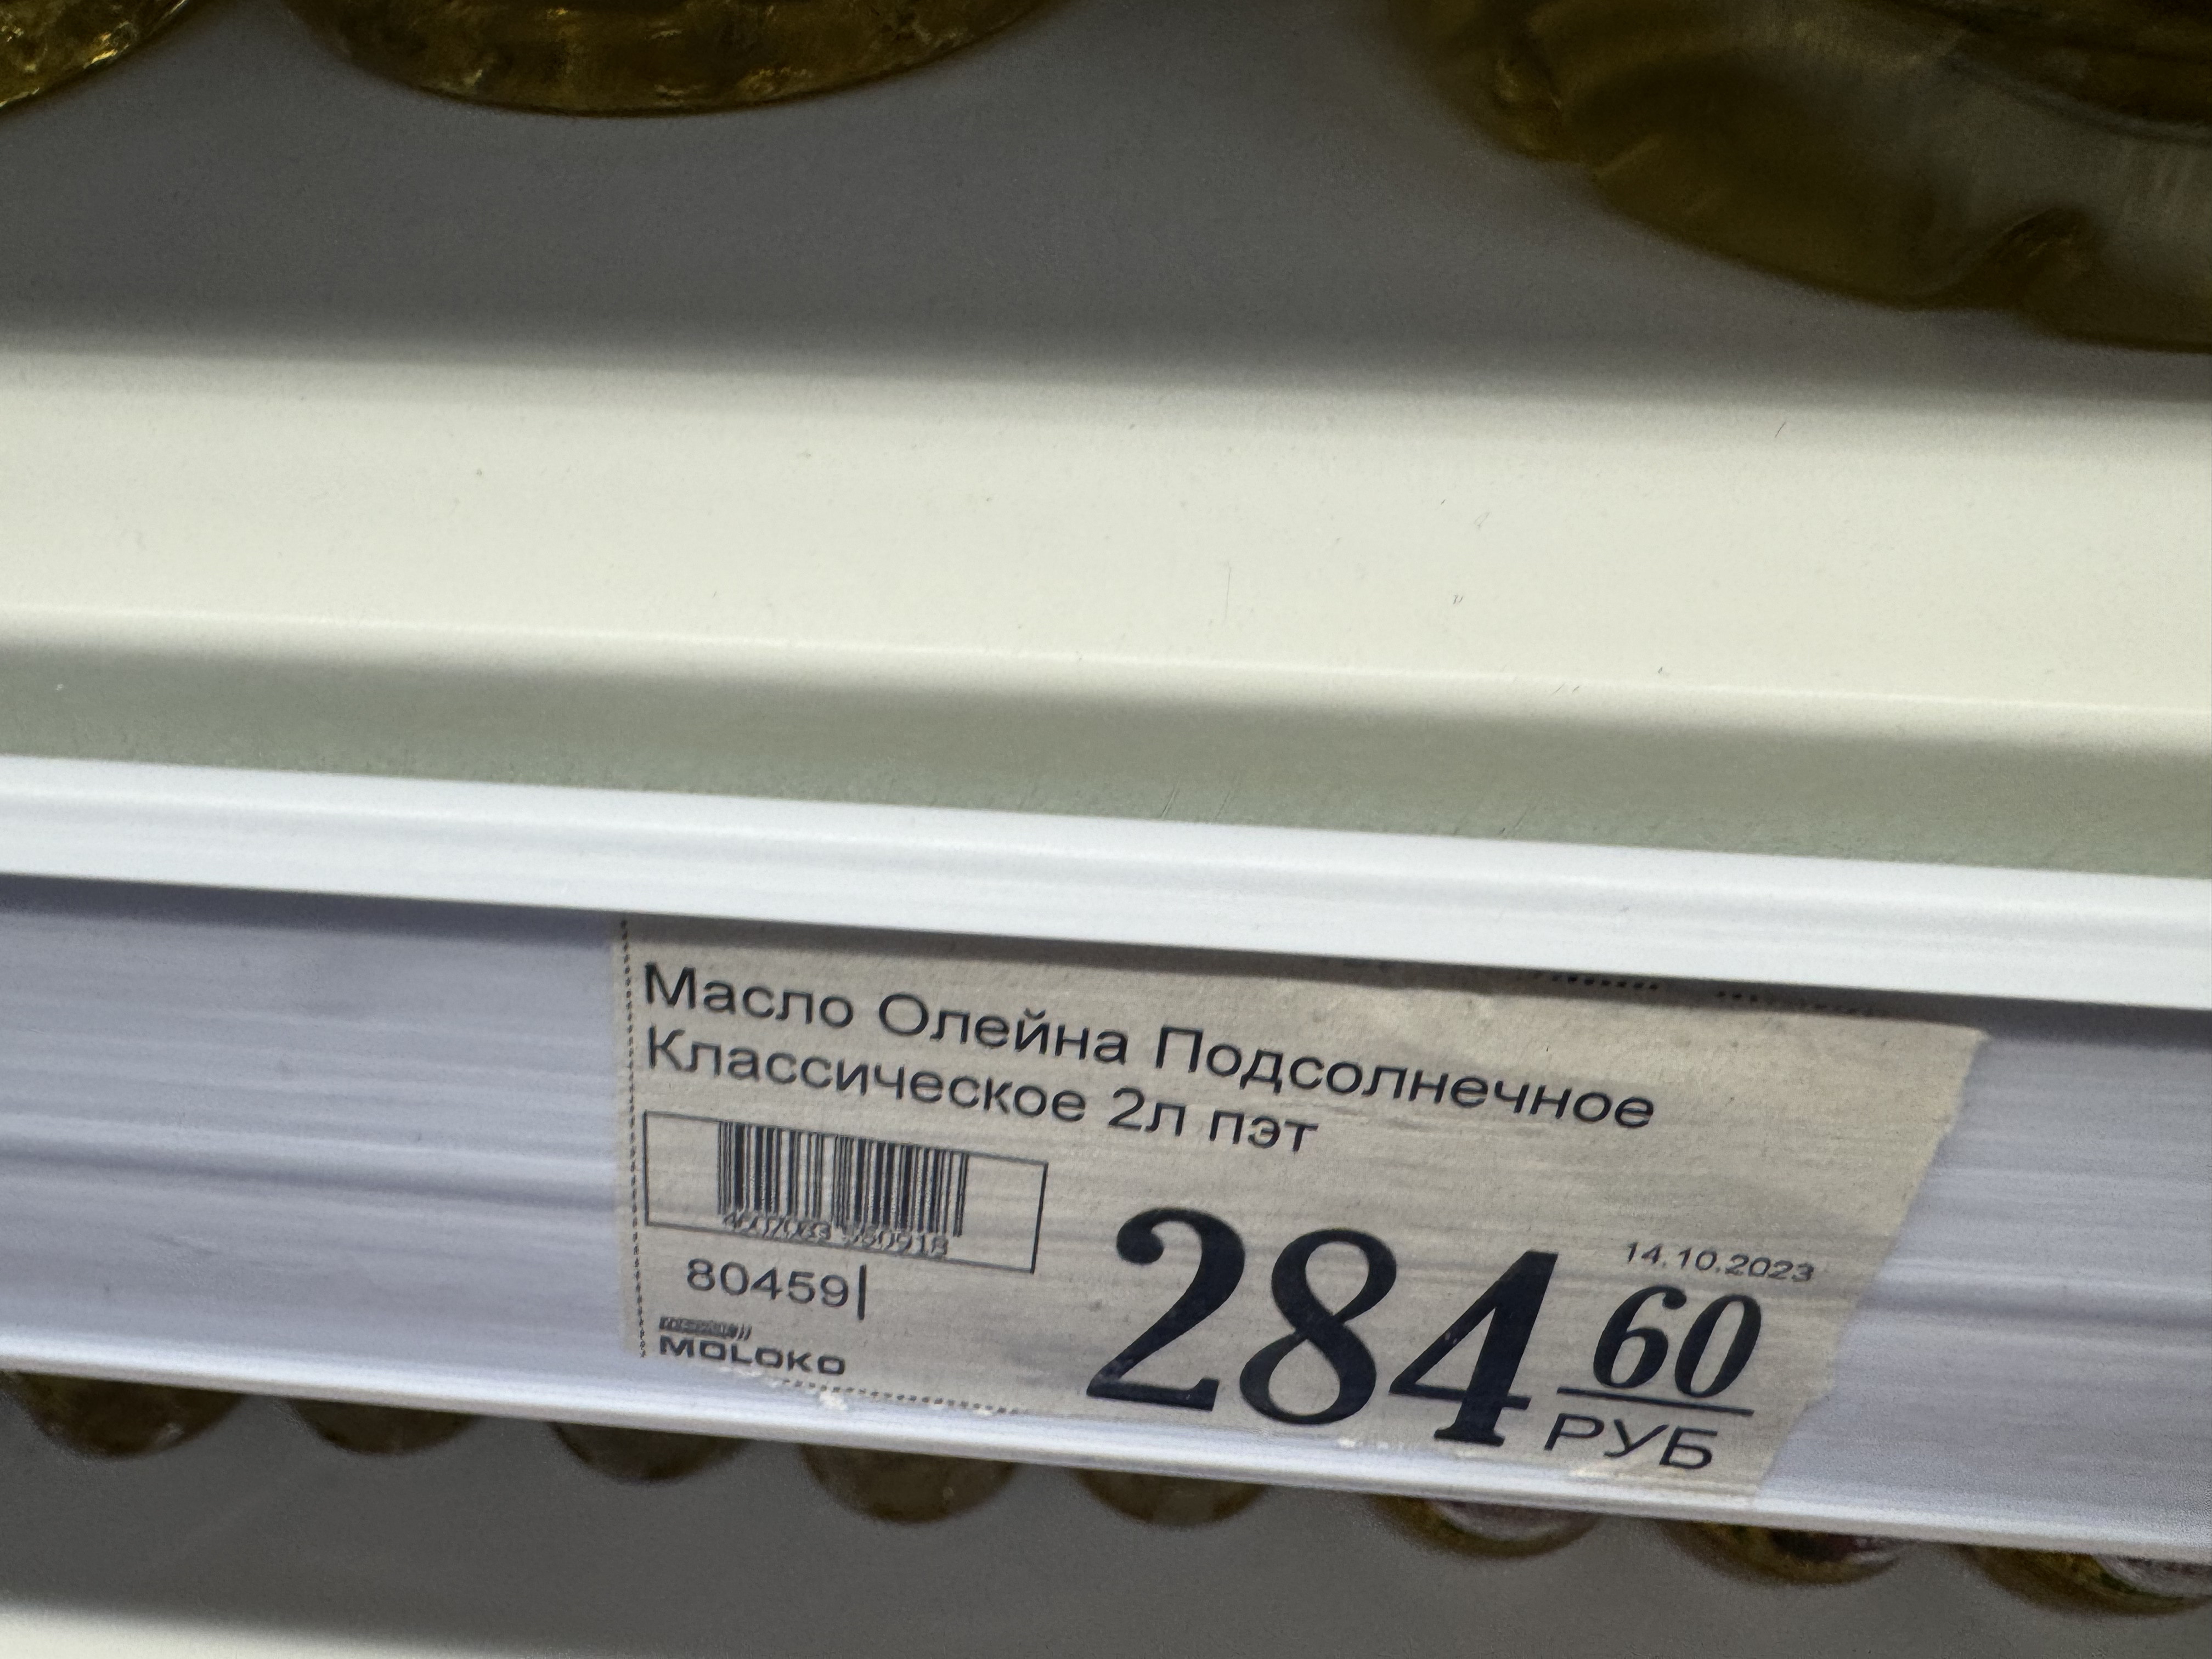 Масло Олейна Подсолнечное
Классическое 2л пэт
80459|
MOLOKO
14.10.2023
284 60
РУБ